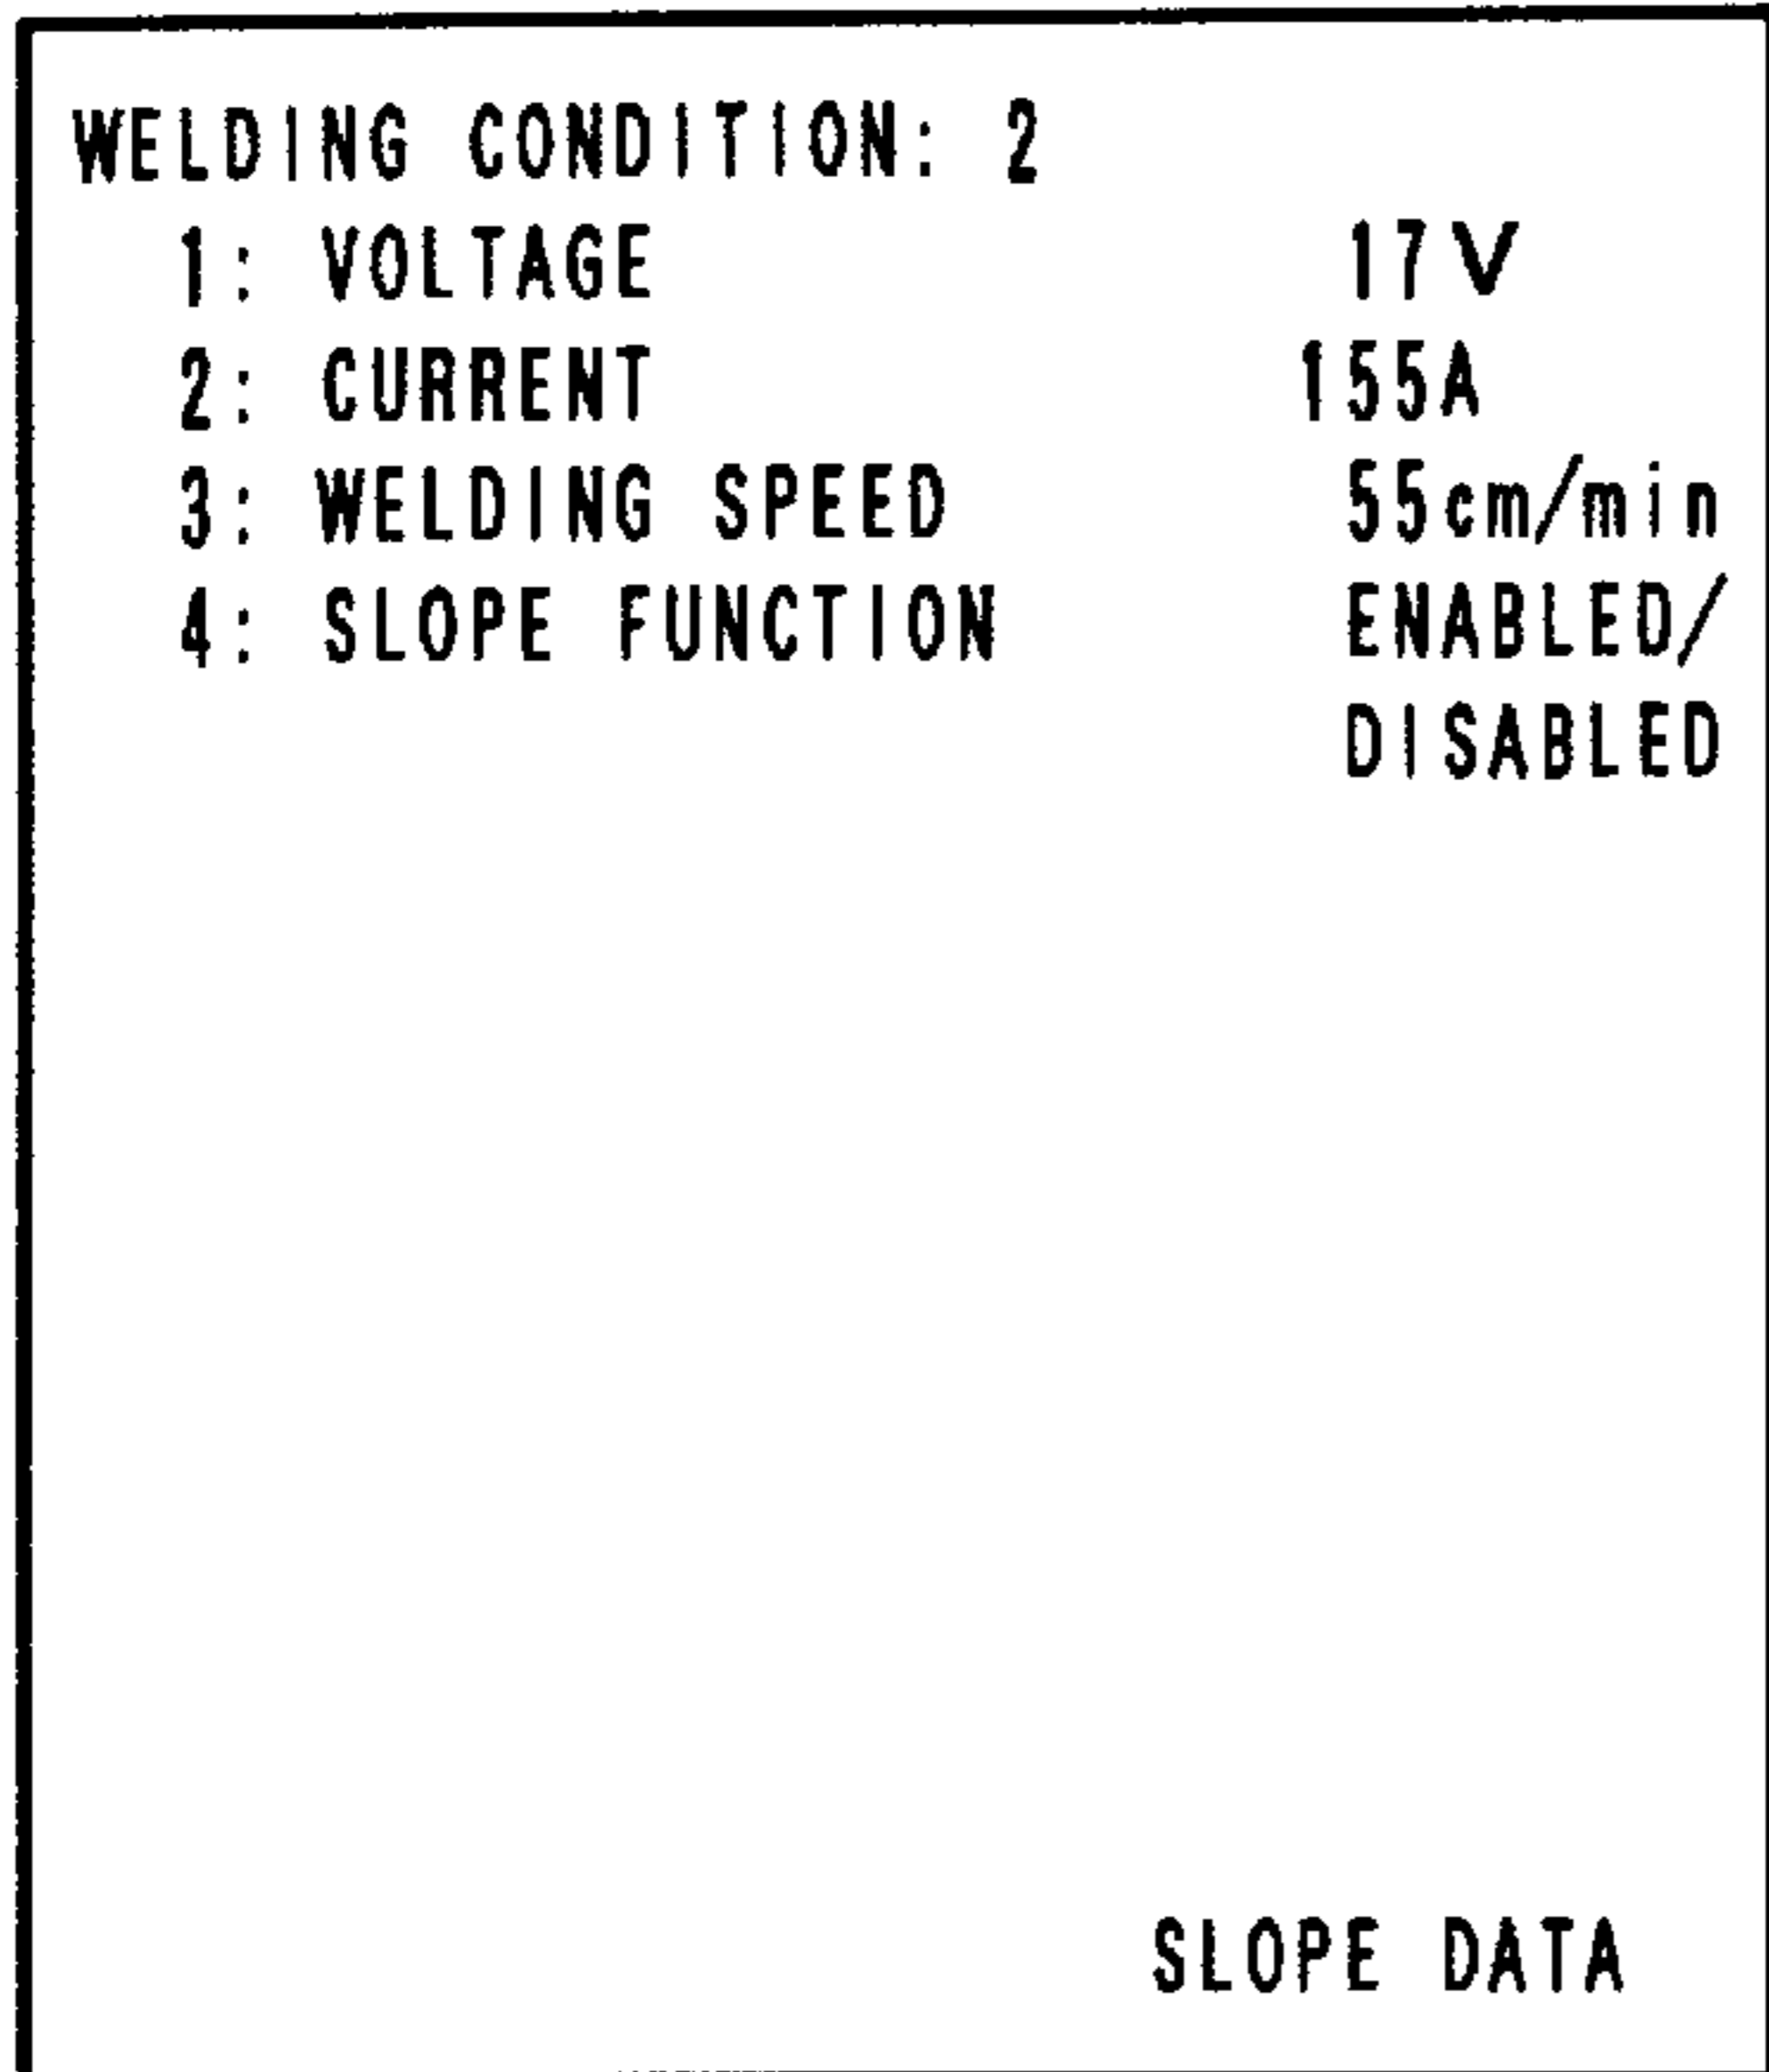 WELDING CONDITION: 2
1: VOLTAGE 17V
2: CURRENT 155A
3: WELDING SPEED 55cm/min
4: SLOPE FUNCTION ENABLED/
DISABLED
SLOPE DATA